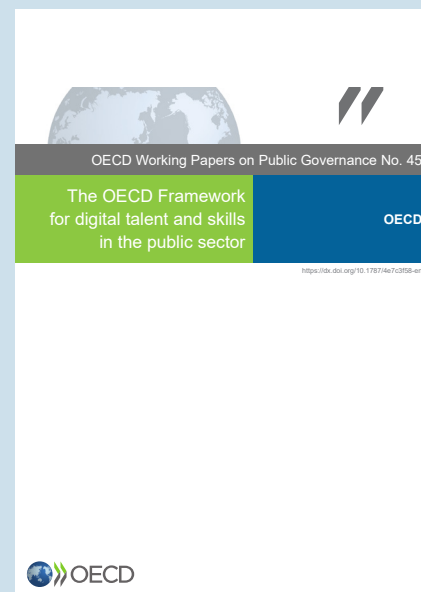 OECD Working Papers on Public Governance No. 45
The OECD Framework
for digital talent and skills
in the public sector
OECD
https://dx.doi.org/10.1787/4e7c3f58-en
OECD